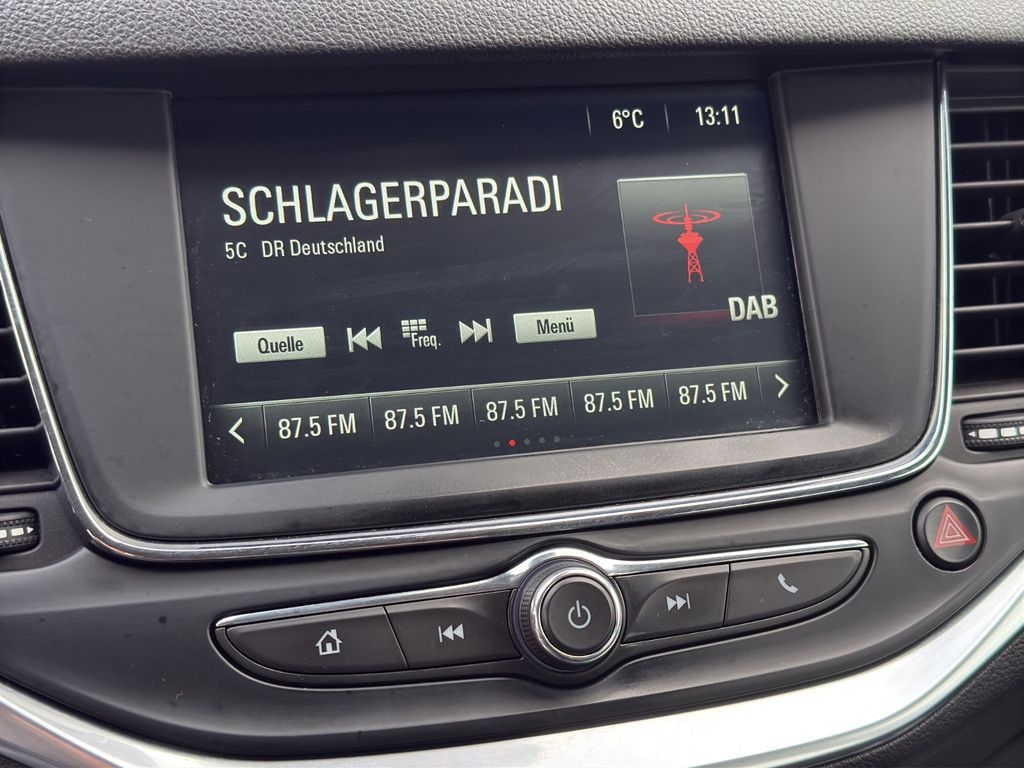 6°C 13:11
SCHLAGERPARADI
5C DR Deutschland
DAB
Quelle Freq. Menü
87.5 FM 87.5 FM 87.5 FM 87.5 FM 87.5 FM